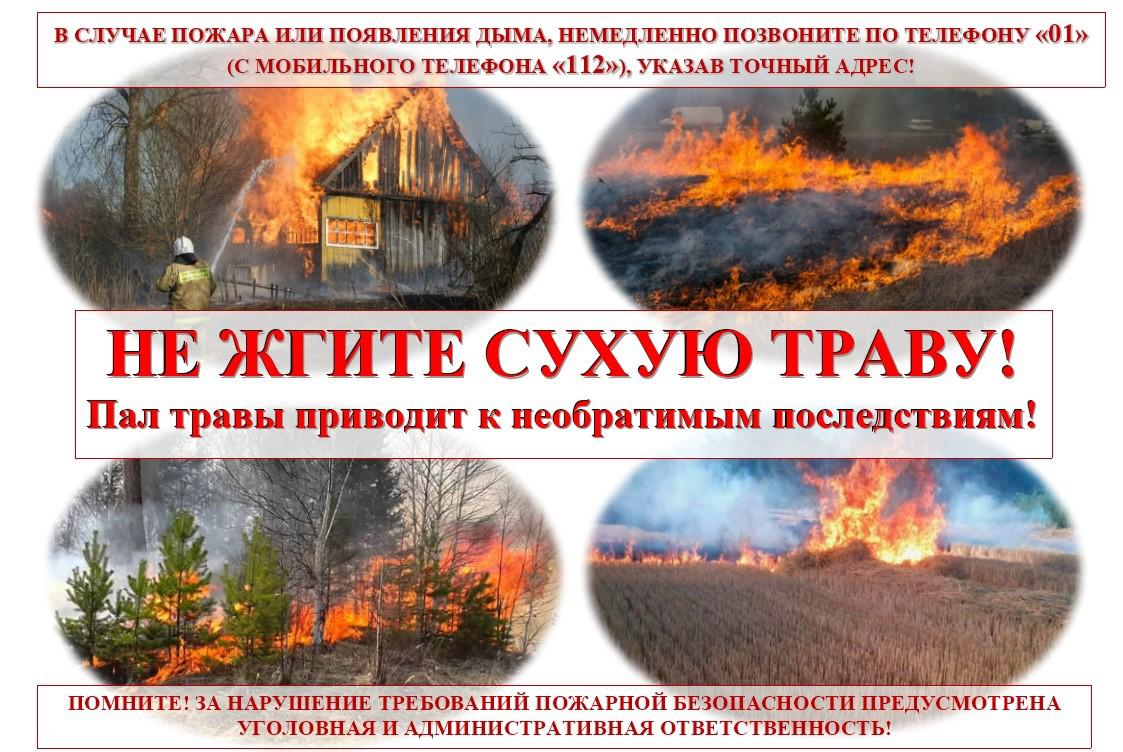 В СЛУЧАЕ ПОЖАРА ИЛИ ПОЯВЛЕНИЯ ДЫМА, НЕМЕДЛЕННО ПОЗВОНИТЕ ПО ТЕЛЕФОНУ «01»
(С МОБИЛЬНОГО ТЕЛЕФОНА «112»), УКАЗАВ ТОЧНЫЙ АДРЕС!
НЕ ЖГИТЕ СУХУЮ ТРАВУ!
Пал травы приводит к необратимым последствиям!
ПОМНИТЕ! ЗА НАРУШЕНИЕ ТРЕБОВАНИЙ ПОЖАРНОЙ БЕЗОПАСНОСТИ ПРЕДУСМОТРЕНА
УГОЛОВНАЯ И АДМИНИСТРАТИВНАЯ ОТВЕТСТВЕННОСТЬ!